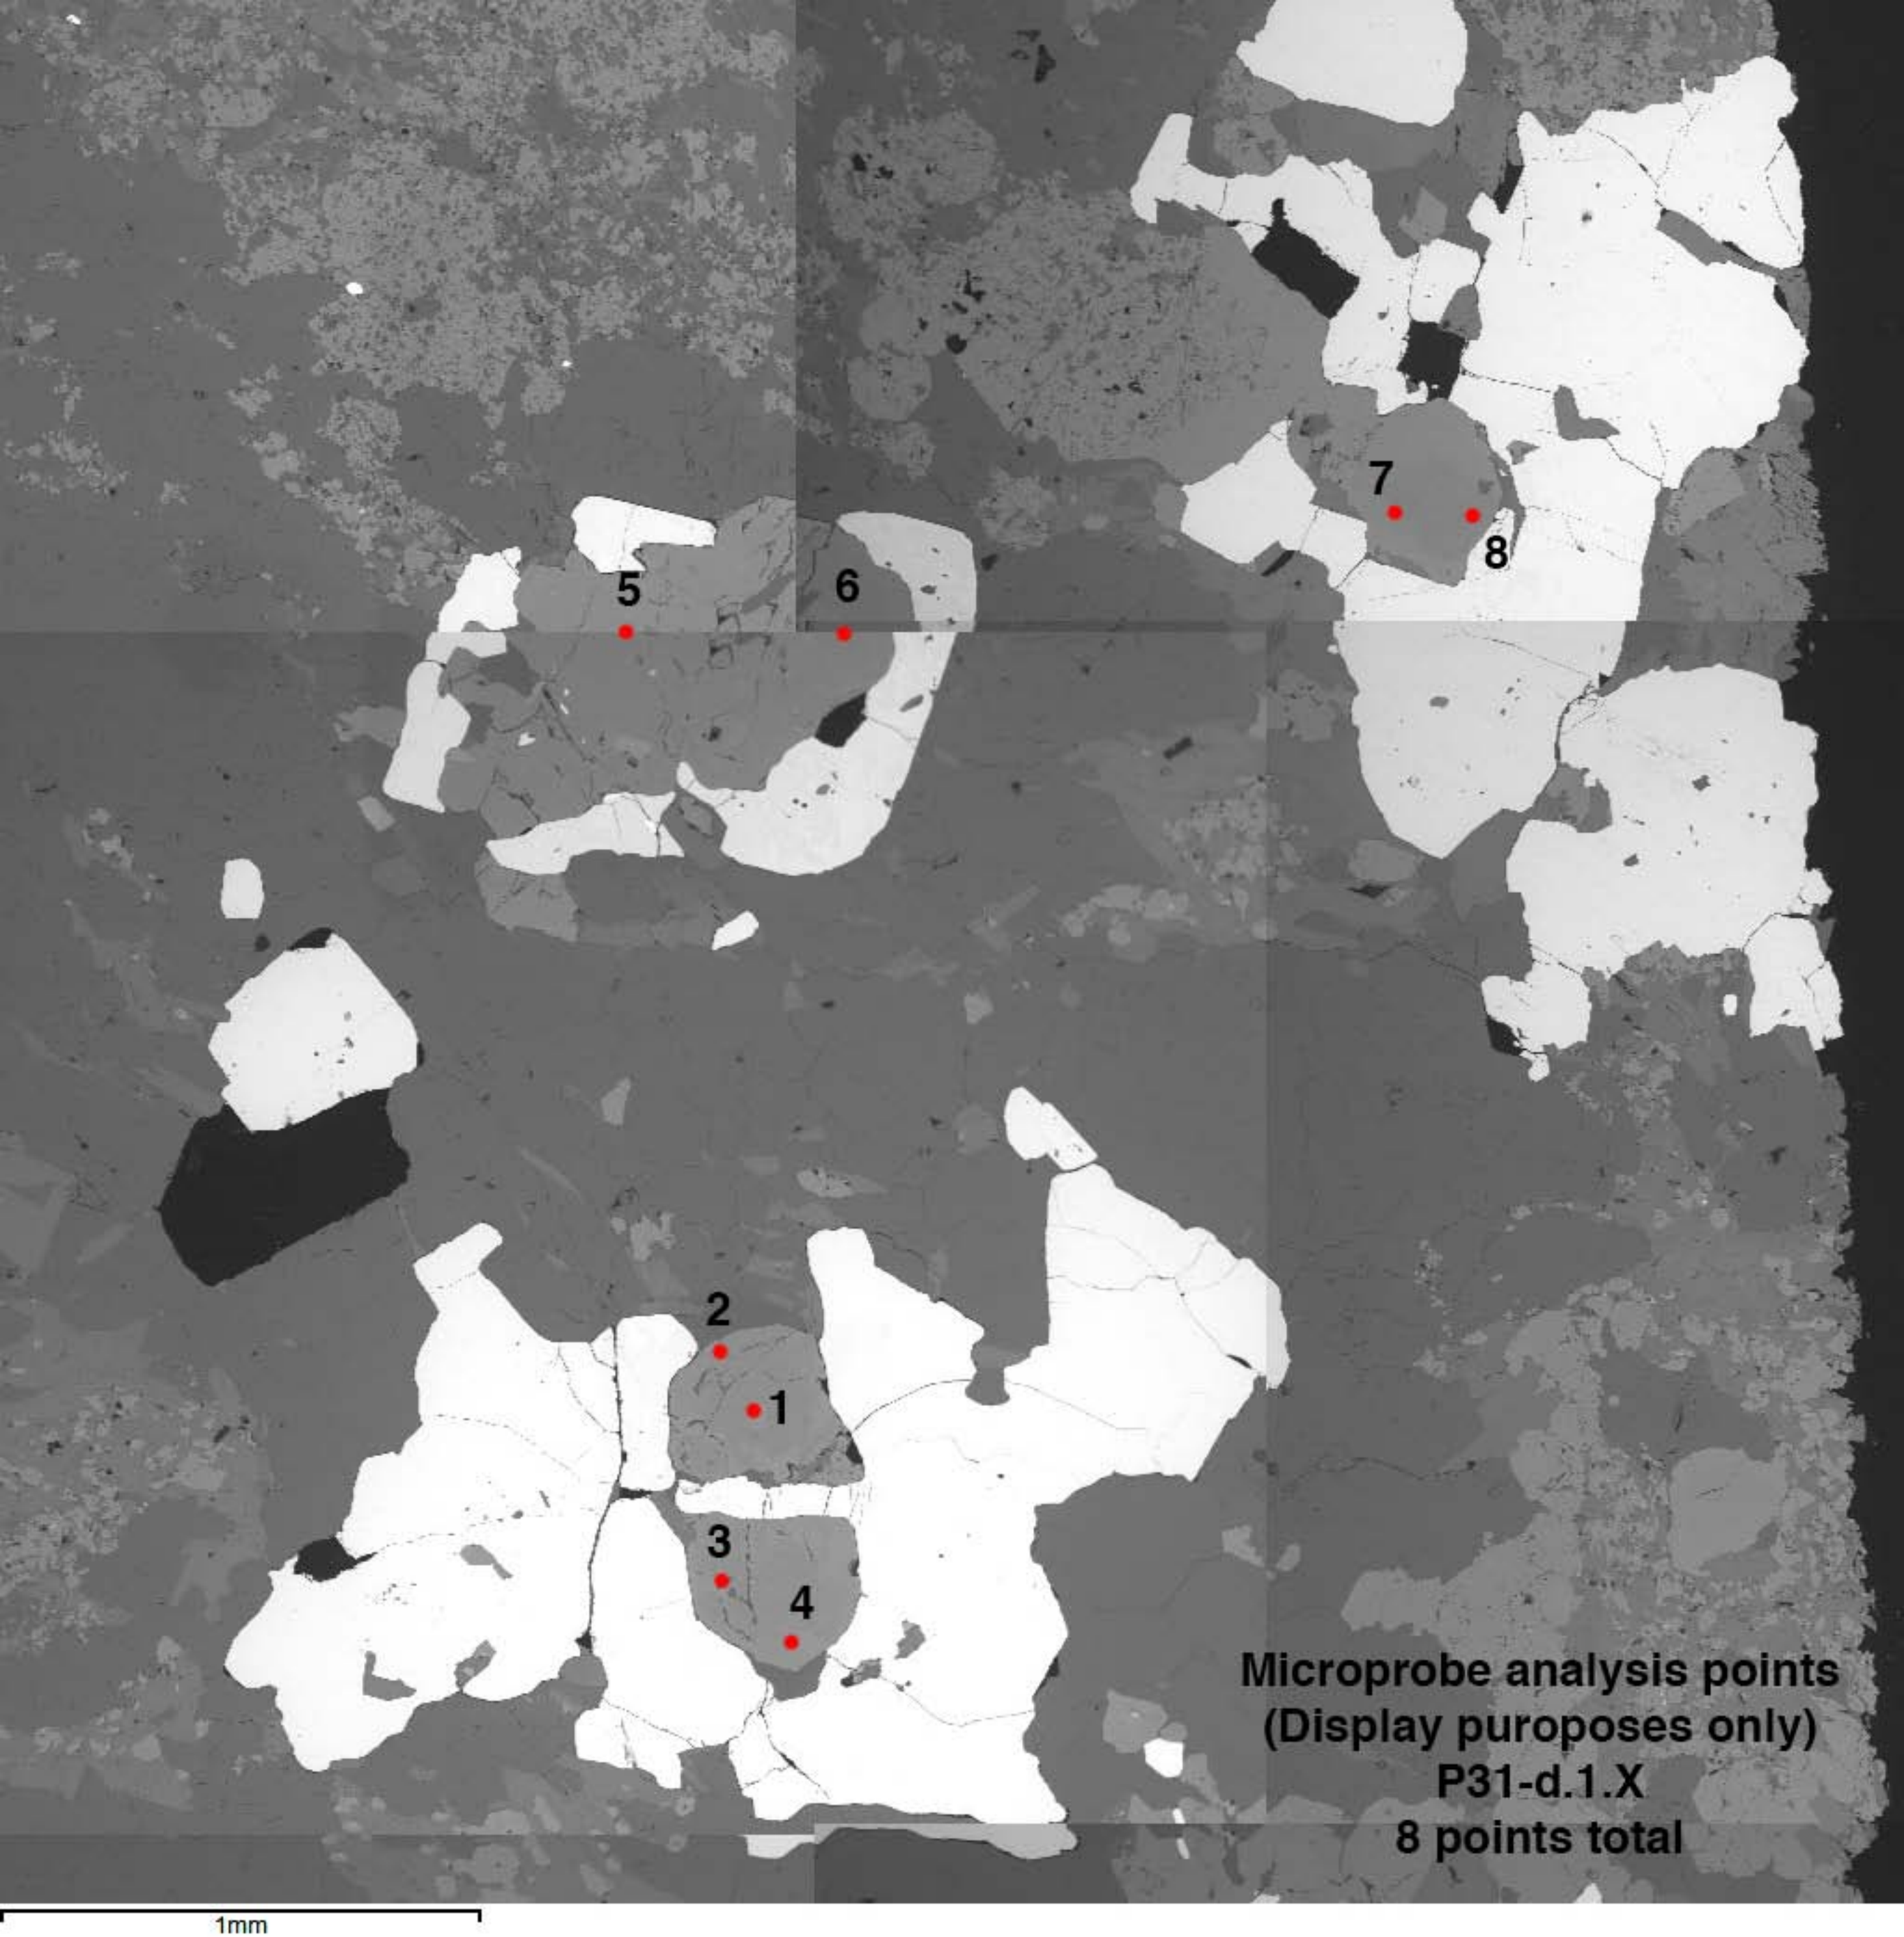 5
6
7
8
2
1
3
4
Microprobe analysis points
(Display puroposes only)
P31-d.1.X
8 points total
1mm